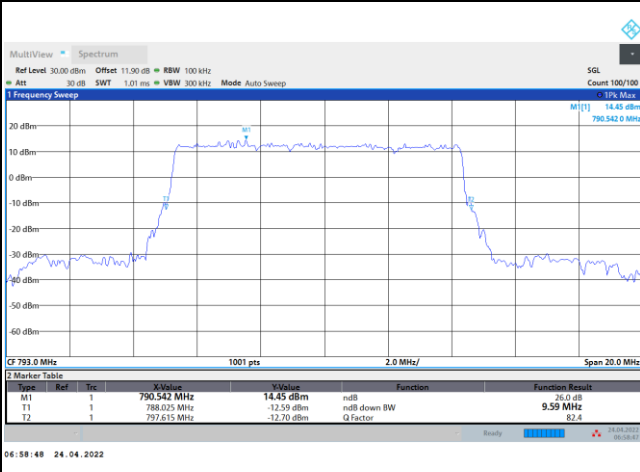 MultiView Spectrum
Ref Level 30.00 dBm Offset 11.90 dB RBW 100 kHz SGL
Att 30 dB SWT 1.01 ms VBW 300 kHz Mode Auto Sweep Count 100/100
1 Frequency Sweep 1Pk Max
M1[1] 14.45 dBm
790.542 0 MHz
20 dBm
M1
10 dBm
0 dBm
T1 T2
-10 dBm
-20 dBm
-30 dBm
-40 dBm
-50 dBm
-60 dBm
CF 793.0 MHz 1001 pts 2.0 MHz/ Span 20.0 MHz
2 Marker Table
Type Ref Trc X-Value Y-Value Function Function Result
M1 1 790.542 MHz 14.45 dBm ndB 26.0 dB
T1 1 788.025 MHz -12.59 dBm ndB down BW 9.59 MHz
T2 1 797.615 MHz -12.70 dBm Q Factor 82.4
Ready 24.04.2022
06:58:47
06:58:48 24.04.2022